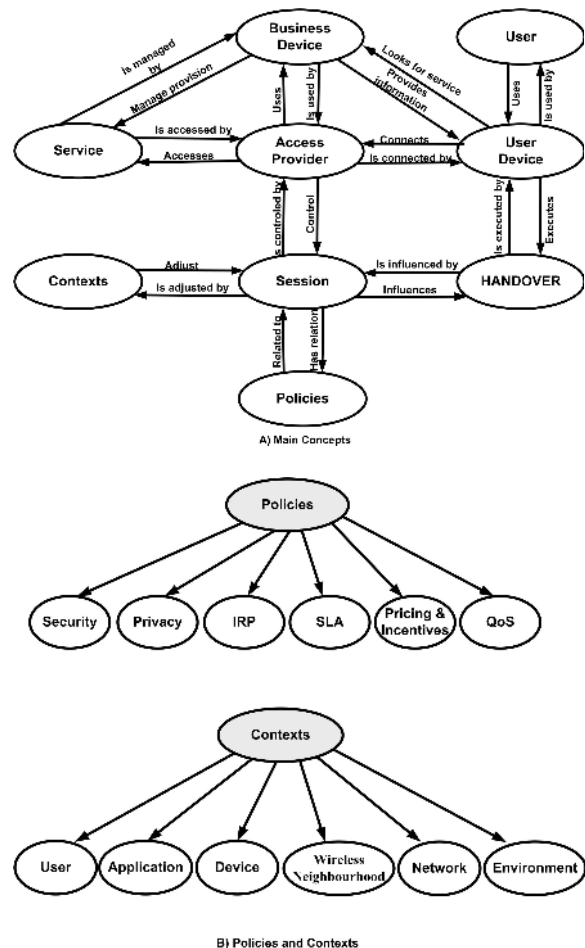 Business
Device
User
Is managed
by
Manage provision
Uses
Is used by
Looks for service
Provides
information
Uses
Is used by
Service
Is accessed by
Accesses
Access
Provider
Connects
Is connected by
User
Device
Is controled by
Control
Is executed by
Executes
Contexts
Adjust
Is adjusted by
Session
Is influenced by
Influences
HANDOVER
Related to
Has relation
Policies
A) Main Concepts
Policies
Security
Privacy
IRP
SLA
Pricing &
Incentives
QoS
Contexts
User
Application
Device
Wireless
Neighbourhood
Network
Environment
B) Policies and Contexts